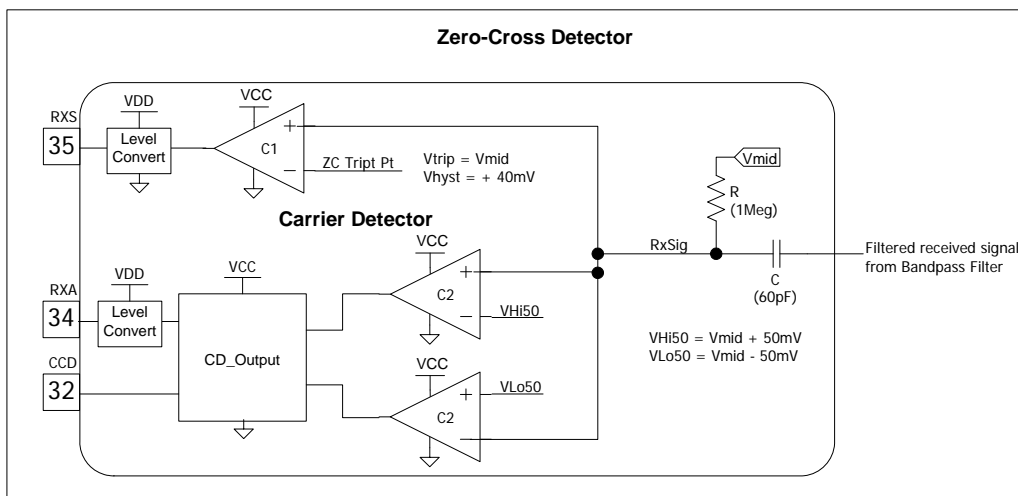 Zero-Cross Detector
RXS
35
VDD
Level
Convert
VCC
C1
+
−
ZC Tript Pt
Vtrip = Vmid
Vhyst = + 40mV
Vmid
R
(1Meg)
Carrier Detector
RxSig
C
(60pF)
Filtered received signal
from Bandpass Filter
RXA
34
VDD
Level
Convert
VCC
CD_Output
VCC
C2
+
−
VHi50
VHi50 = Vmid + 50mV
VLo50 = Vmid - 50mV
CCD
32
VCC
C2
+
−
VLo50